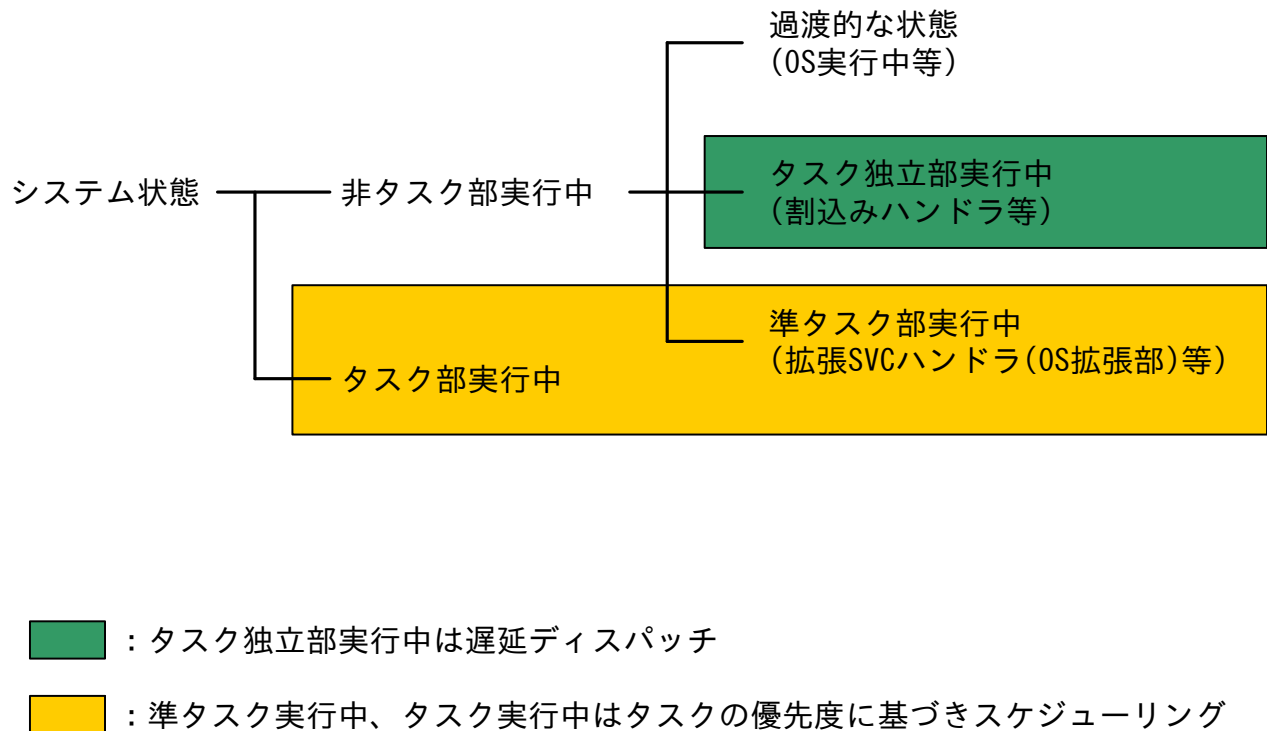 過渡的な状態
(OS実行中等)
システム状態
非タスク部実行中
タスク独立部実行中
(割込みハンドラ等)
準タスク部実行中
(拡張SVCハンドラ(OS拡張部)等)
タスク部実行中
:タスク独立部実行中は遅延ディスパッチ
:準タスク実行中、タスク実行中はタスクの優先度に基づきスケジューリング